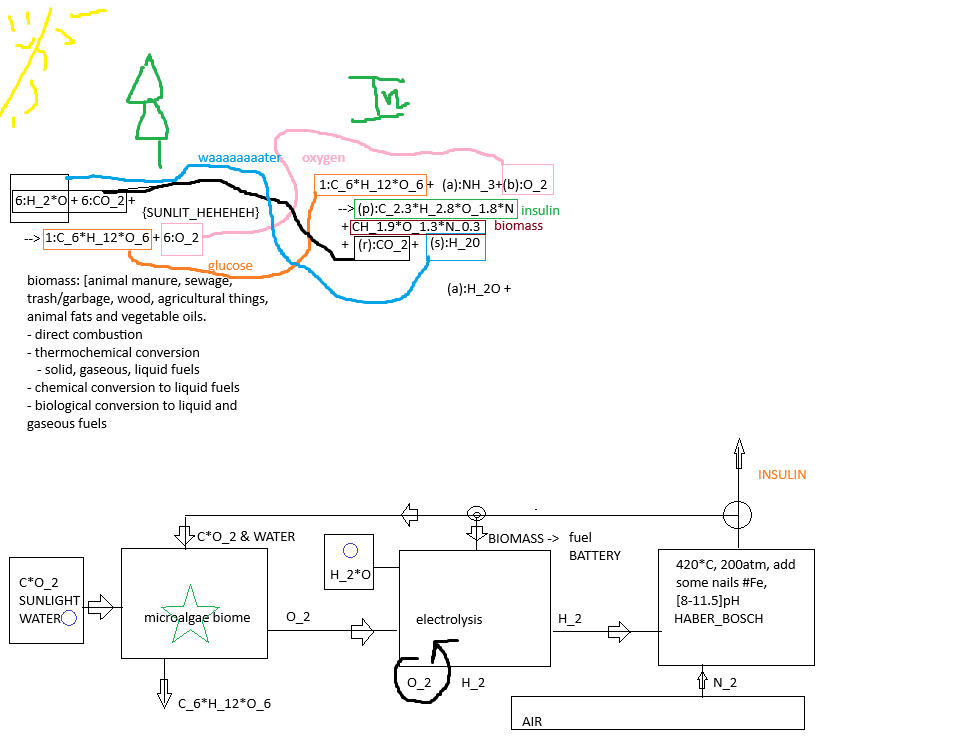 In
waaaaaaater
oxygen
6:H_2*O + 6:CO_2 +
{SUNLIT_HEHEHEH}
--> 1:C_6*H_12*O_6 + 6:O_2
glucose
1:C_6*H_12*O_6 + (a):NH_3+(b):O_2
--> (p):C_2.3*H_2.8*O_1.8*N insulin
+ CH_1.9*O_1.3*N_0.3 biomass
+ (r):CO_2 + (s):H_20
(a):H_2O +
biomass: [animal manure, sewage,
trash/garbage, wood, agricultural things,
animal fats and vegetable oils.
- direct combustion
- thermochemical conversion
- solid, gaseous, liquid fuels
- chemical conversion to liquid fuels
- biological conversion to liquid and
gaseous fuels
INSULIN
C*O_2 & WATER
BIOMASS -> fuel
BATTERY
C*O_2
SUNLIGHT
WATER
microalgae biome
O_2
C_6*H_12*O_6
H_2*O
electrolysis
O_2
H_2
H_2
420*C, 200atm, add
some nails #Fe,
[8-11.5]pH
HABER_BOSCH
N_2
AIR